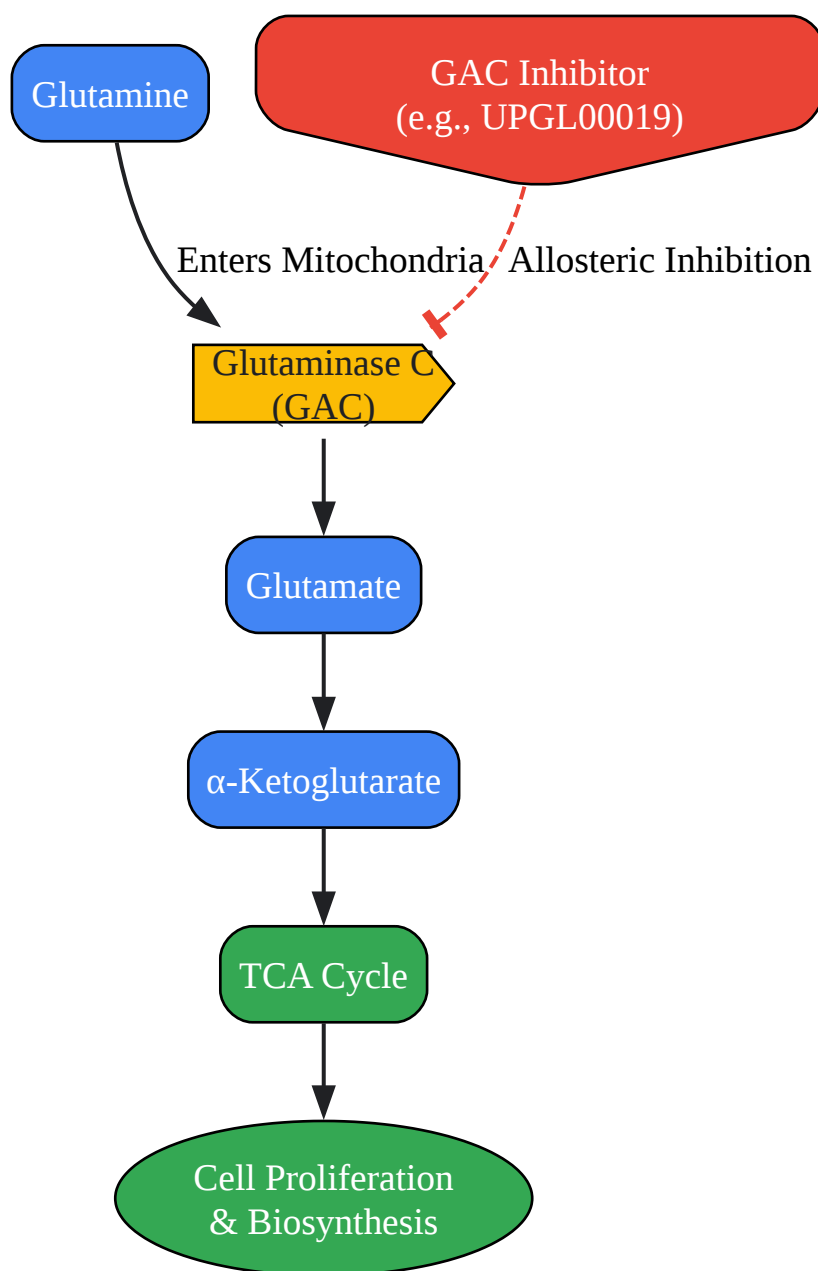 Glutamine
GAC Inhibitor
(e.g., UPGL00019)
Enters Mitochondria
Allosteric Inhibition
Glutaminase C
(GAC)
Glutamate
α-Ketoglutarate
TCA Cycle
Cell Proliferation
& Biosynthesis